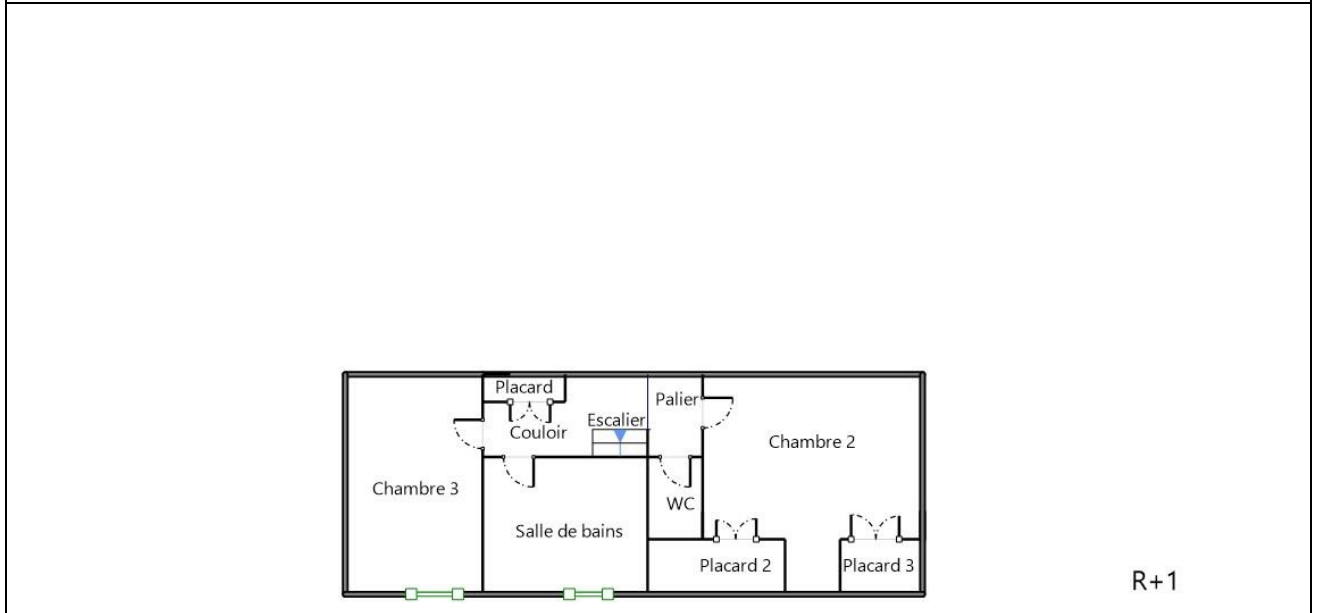 Placard
Palier
Escalier
Couloir
Chambre 2
Chambre 3
WC
Salle de bains
Placard 2
Placard 3
R+1